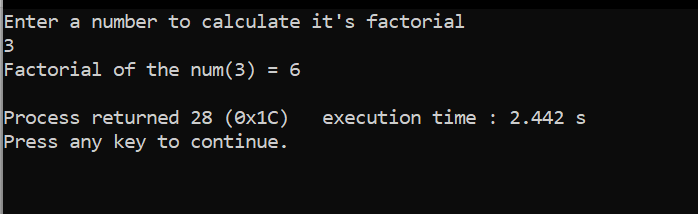 Enter a number to calculate it's factorial
3
Factorial of the num(3) = 6
Process returned 28 (0x1C)   execution time : 2.442 s
Press any key to continue.